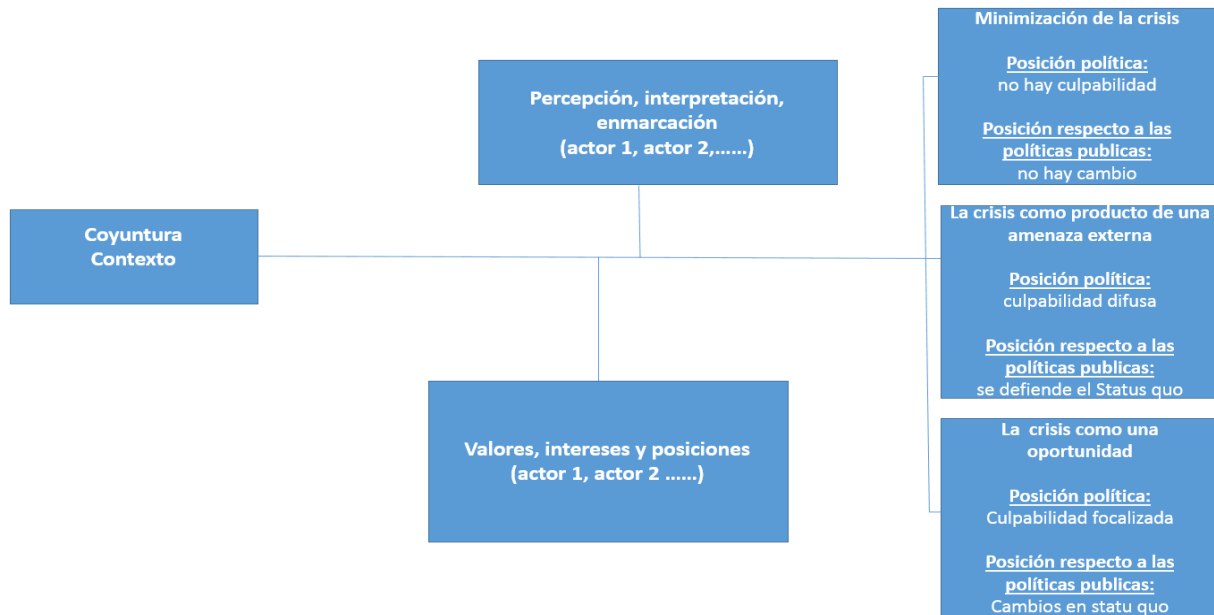 Coyuntura
Contexto
Percepción, interpretación,
enmarcación
(actor 1, actor 2,......)
Valores, intereses y posiciones
(actor 1, actor 2 ......)
Minimización de la crisis
Posición política:
no hay culpabilidad
Posición respecto a las
políticas publicas:
no hay cambio
La crisis como producto de una
amenaza externa
Posición política:
culpabilidad difusa
Posición respecto a las
políticas publicas:
se defiende el Status quo
La crisis como una
oportunidad
Posición política:
Culpabilidad focalizada
Posición respecto a las
políticas publicas:
Cambios en statu quo